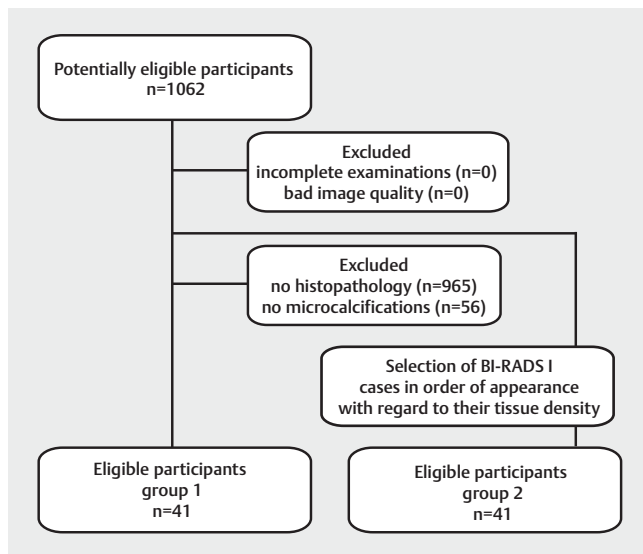 Potentially eligible participants
n=1062
Excluded
incomplete examinations (n=0)
bad image quality (n=0)
Excluded
no histopathology (n=965)
no microcalcifications (n=56)
Selection of BI-RADS I
cases in order of appearance
with regard to their tissue density
Eligible participants
group 1
n=41
Eligible participants
group 2
n=41